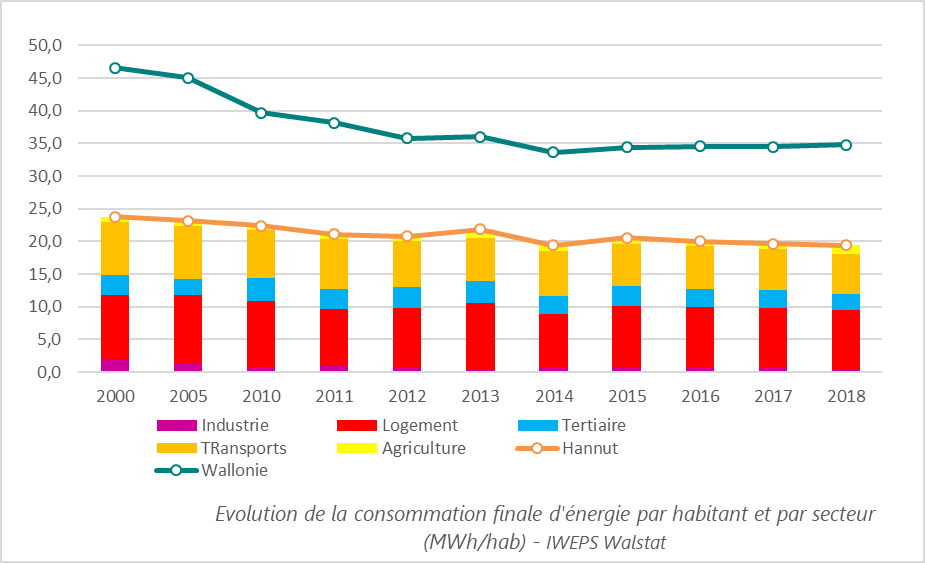 50,0
45,0
40,0
35,0
30,0
25,0
20,0
15,0
10,0
5,0
0,0
2000 2005 2010 2011 2012 2013 2014 2015 2016 2017 2018
Industrie Logement Tertiaire
TRansports Agriculture Hannut
Wallonie
Evolution de la consommation finale d'énergie par habitant et par secteur
(MWh/hab) - IWEPS Walstat